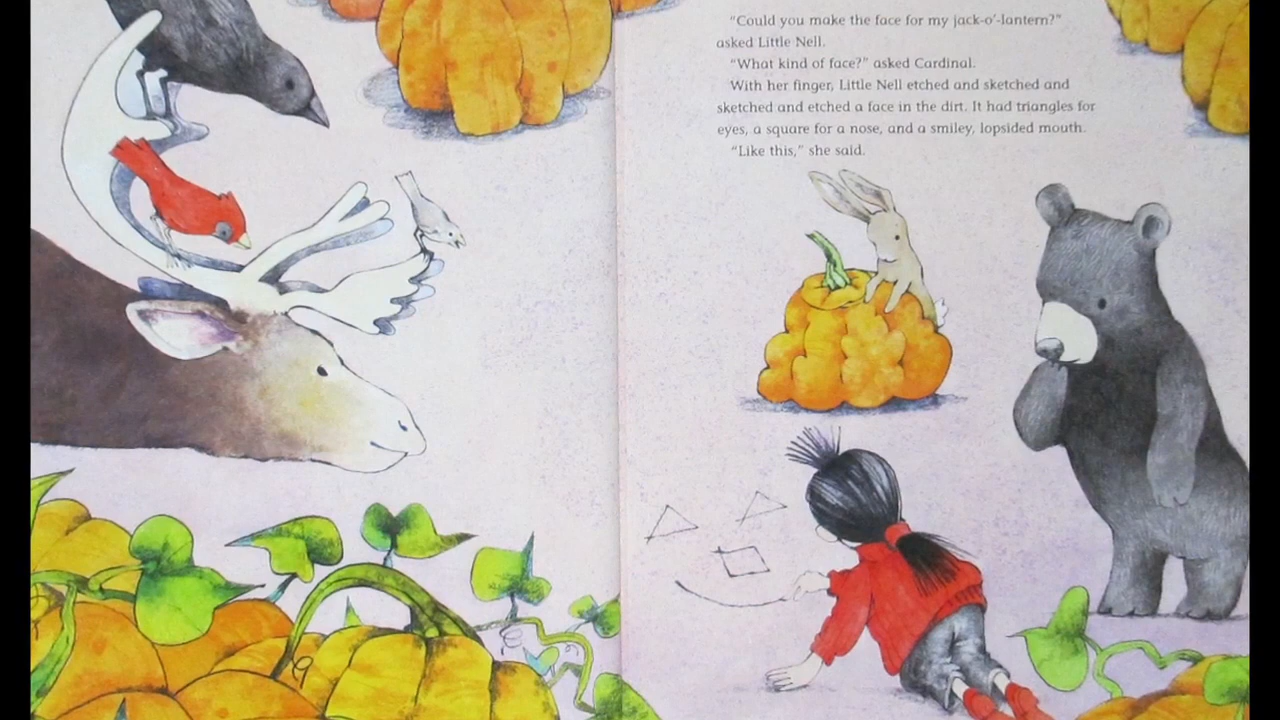 “Could you make the face for my jack-o’-lantern?”
asked Little Nell.
“What kind of face?” asked Cardinal.
With her finger, Little Nell etched and sketched and
sketched and etched a face in the dirt. It had triangles for
eyes, a square for a nose, and a smiley, lopsided mouth.
“Like this,” she said.